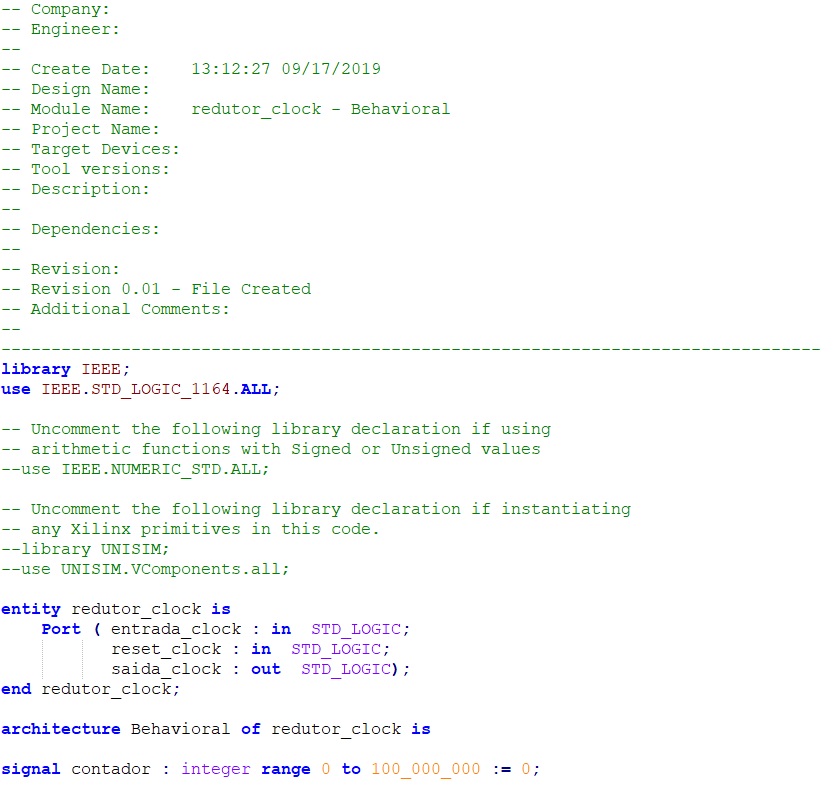 -- Company:
-- Engineer:
--
-- Create Date:    13:12:27 09/17/2019
-- Design Name:
-- Module Name:    redutor_clock - Behavioral
-- Project Name:
-- Target Devices:
-- Tool versions:
-- Description:
--
-- Dependencies:
--
-- Revision:
-- Revision 0.01 - File Created
-- Additional Comments:
--
----------------------------------------------------------------------------------
library IEEE;
use IEEE.STD_LOGIC_1164.ALL;

-- Uncomment the following library declaration if using
-- arithmetic functions with Signed or Unsigned values
--use IEEE.NUMERIC_STD.ALL;

-- Uncomment the following library declaration if instantiating
-- any Xilinx primitives in this code.
--library UNISIM;
--use UNISIM.VComponents.all;

entity redutor_clock is
    Port ( entrada_clock : in  STD_LOGIC;
           reset_clock : in  STD_LOGIC;
           saida_clock : out  STD_LOGIC);
end redutor_clock;

architecture Behavioral of redutor_clock is

signal contador : integer range 0 to 100_000_000 := 0;